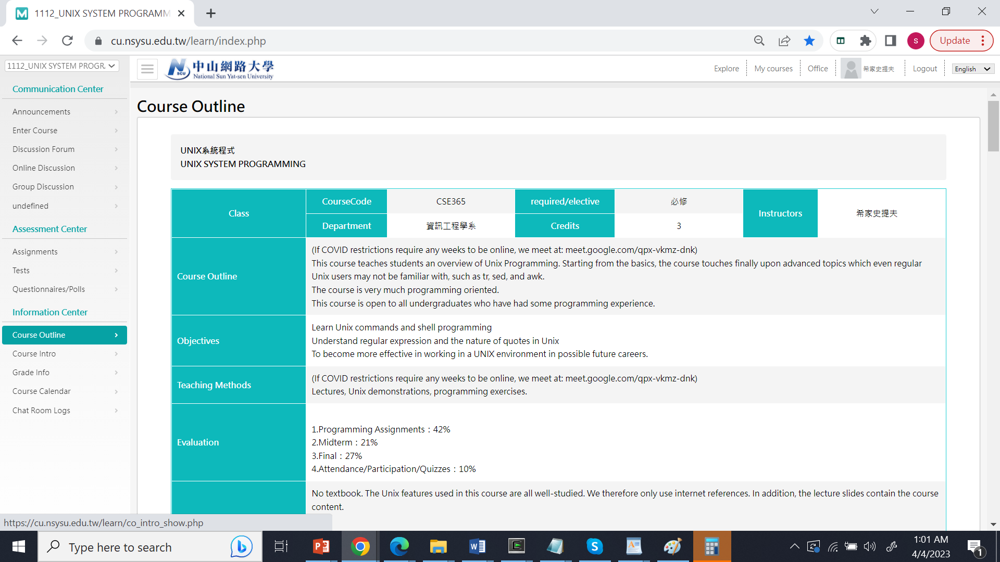 1112_UNIX SYSTEM PROGRAMM
cu.nsysu.edu.tw/learn/index.php
S
Update
1112_UNIX SYSTEM PROGR.
NSCU
中山網路大學
National Sun Yat-sen University
Explore
My courses
Office
希家史提夫
Logout
English
Communication Center
Announcements
Enter Course
Discussion Forum
Online Discussion
Group Discussion
undefined
Assessment Center
Assignments
Tests
Questionnaires/Polls
Information Center
Course Outline
Course Intro
Grade Info
Course Calendar
Chat Room Logs
Course Outline
UNIX系統程式
UNIX SYSTEM PROGRAMMING
Class
CourseCode
CSE365
required/elective
必修
Instructors
希家史提夫
Department
資訊工程學系
Credits
3
Course Outline
(If COVID restrictions require any weeks to be online, we meet at: meet.google.com/qpx-vkmz-dnk)
This course teaches students an overview of Unix Programming. Starting from the basics, the course touches finally upon advanced topics which even regular
Unix users may not be familiar with, such as tr, sed, and awk.
The course is very much programming oriented.
This course is open to all undergraduates who have had some programming experience.
Objectives
Learn Unix commands and shell programming
Understand regular expression and the nature of quotes in Unix
To become more effective in working in a UNIX environment in possible future careers.
Teaching Methods
(If COVID restrictions require any weeks to be online, we meet at: meet.google.com/qpx-vkmz-dnk)
Lectures, Unix demonstrations, programming exercises.
Evaluation
1.Programming Assignments：42%
2.Midterm：21%
3.Final：27%
4.Attendance/Participation/Quizzes：10%
No textbook. The Unix features used in this course are all well-studied. We therefore only use internet references. In addition, the lecture slides contain the course
content.
https://cu.nsysu.edu.tw/learn/co_intro_show.php
Type here to search
1:01 AM
4/4/2023
1